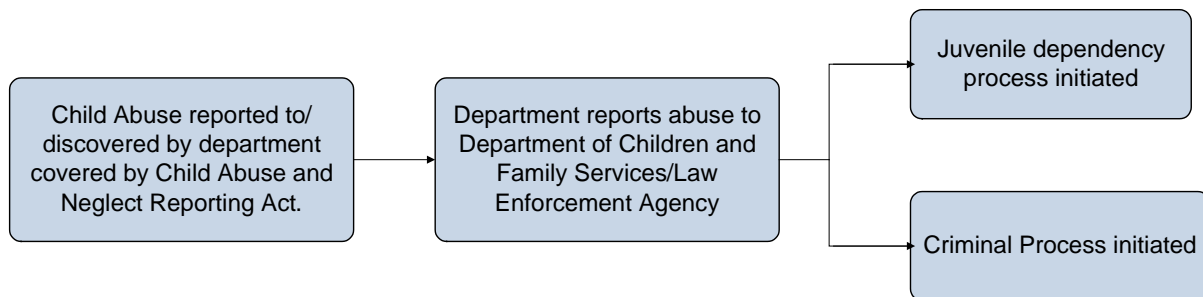 Child Abuse reported to/
discovered by department
covered by Child Abuse and
Neglect Reporting Act.
Department reports abuse to
Department of Children and
Family Services/Law
Enforcement Agency
Juvenile dependency
process initiated
Criminal Process initiated